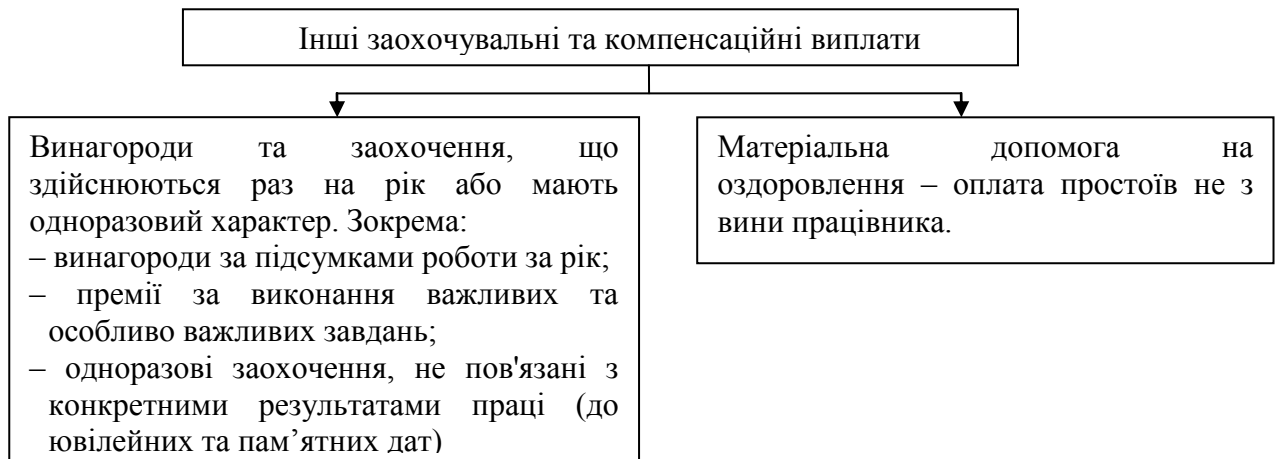 Інші заохочувальні та компенсаційні виплати
Винагороди та заохочення, що
здійснюються раз на рік або мають
одноразовий характер. Зокрема:
– винагороди за підсумками роботи за рік;
– премії за виконання важливих та
особливо важливих завдань;
– одноразові заохочення, не пов'язані з
конкретними результатами праці (до
ювілейних та пам’ятних дат)
Матеріальна допомога на
оздоровлення – оплата простоїв не з
вини працівника.